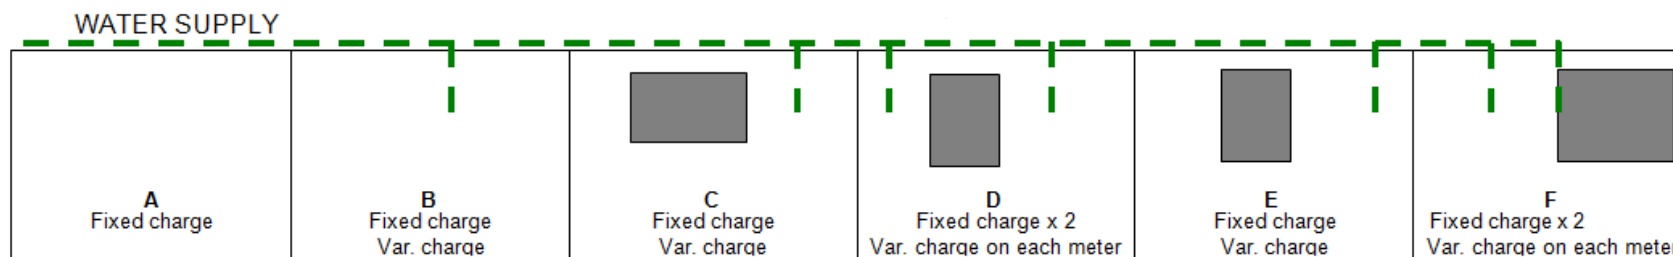 WATER SUPPLY
A
Fixed charge
B
Fixed charge
Var. charge
C
Fixed charge
Var. charge
D
Fixed charge x 2
Var. charge on each meter
E
Fixed charge
Var. charge
F
Fixed charge x 2
Var. charge on each meter